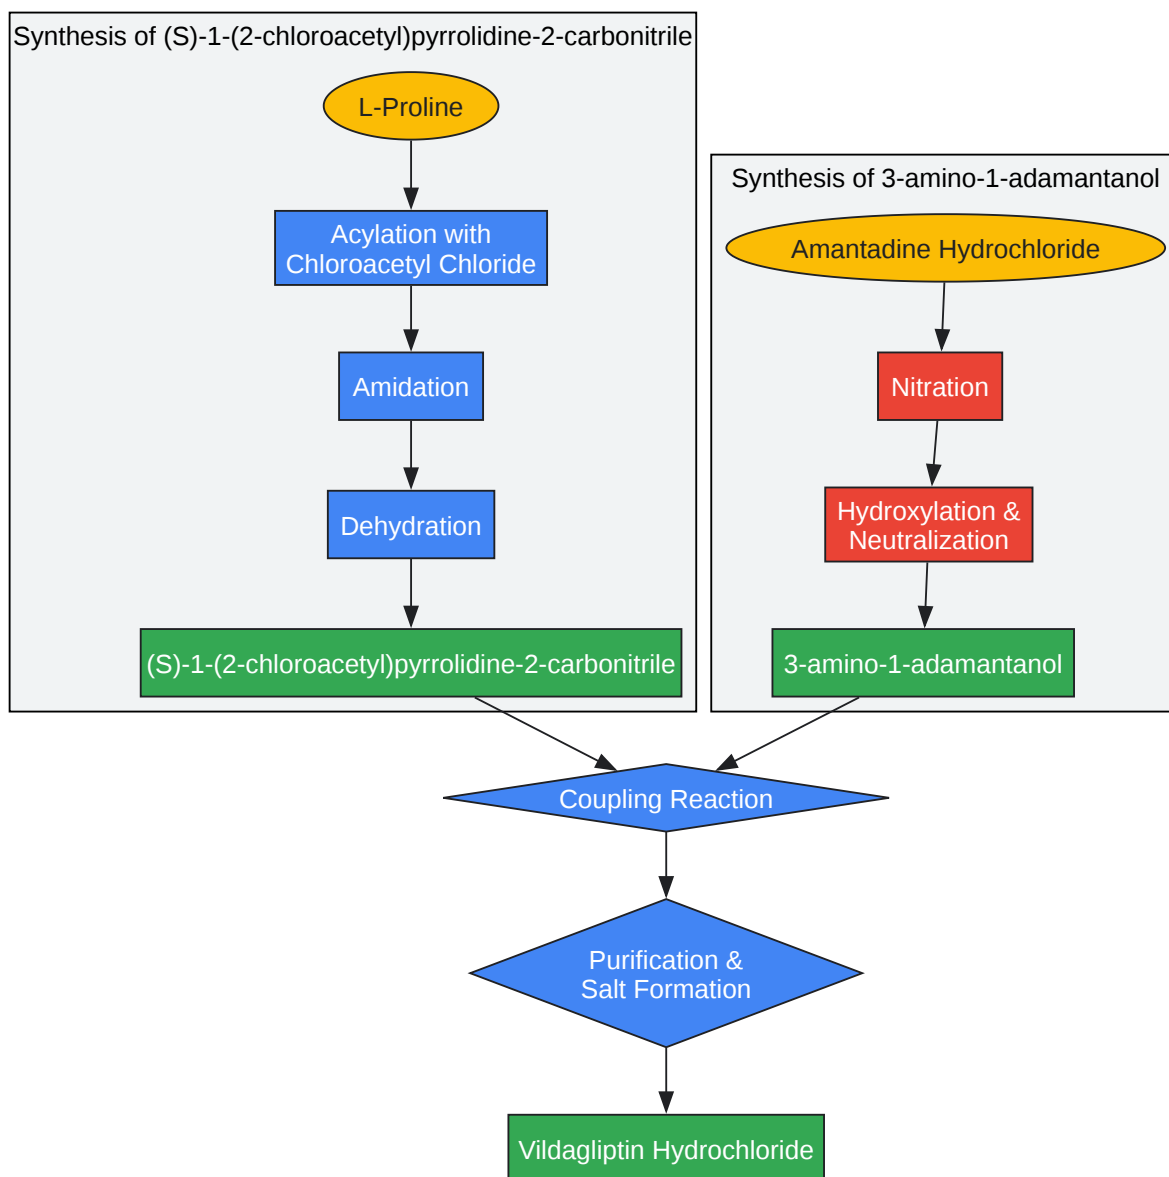 Synthesis of (S)-1-(2-chloroacetyl)pyrrolidine-2-carbonitrile
L-Proline
Acylation with
Chloroacetyl Chloride
Amidation
Dehydration
(S)-1-(2-chloroacetyl)pyrrolidine-2-carbonitrile
Synthesis of 3-amino-1-adamantanol
Amantadine Hydrochloride
Nitration
Hydroxylation &
Neutralization
3-amino-1-adamantanol
Coupling Reaction
Purification &
Salt Formation
Vildagliptin Hydrochloride